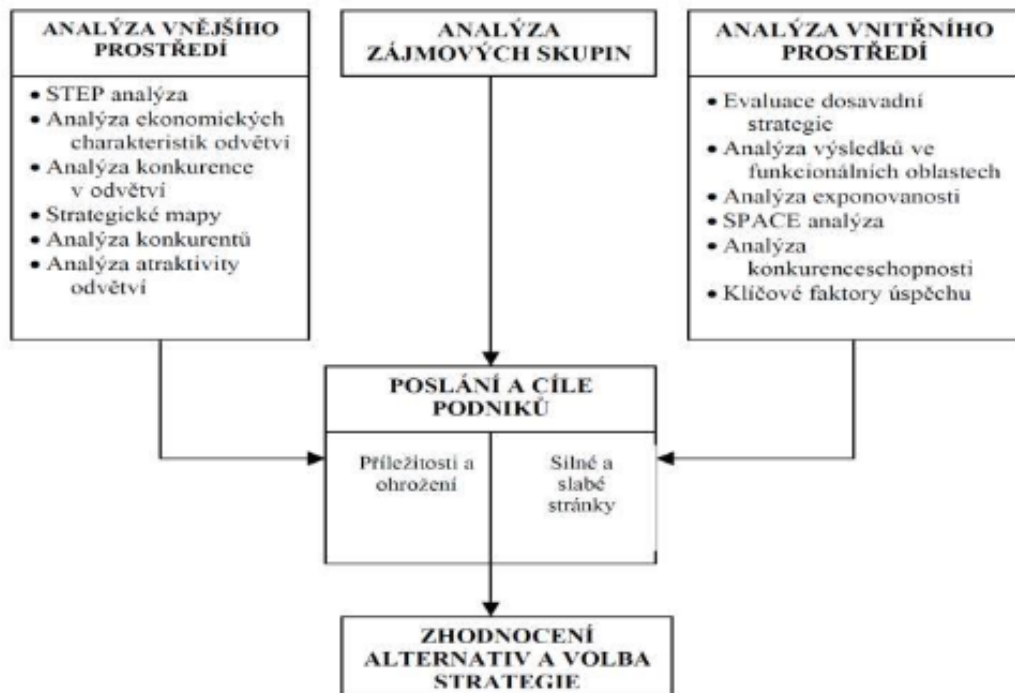 ANALÝZA VNĚJŠÍHO
PROSTŘEDÍ
• STEP analýza
• Analýza ekonomických
charakteristik odvětví
• Analýza konkurence
v odvětví
• Strategické mapy
• Analýza konkurentů
• Analýza atraktivity
odvětví
ANALÝZA
ZÁJMOVÝCH SKUPIN
ANALÝZA VNITŘNÍHO
PROSTŘEDÍ
• Evaluace dosavadní
strategie
• Analýza výsledků ve
funkcionálních oblastech
• Analýza exponovanosti
• SPACE analýza
• Analýza
konkurenceschopnosti
• Klíčové faktory úspěchu
POSLÁNÍ A CÍLE
PODNIKŮ
Příležitosti a
ohrožení
Silné a
slabé
stránky
ZHODNOCENÍ
ALTERNATIV A VOLBA
STRATEGIE